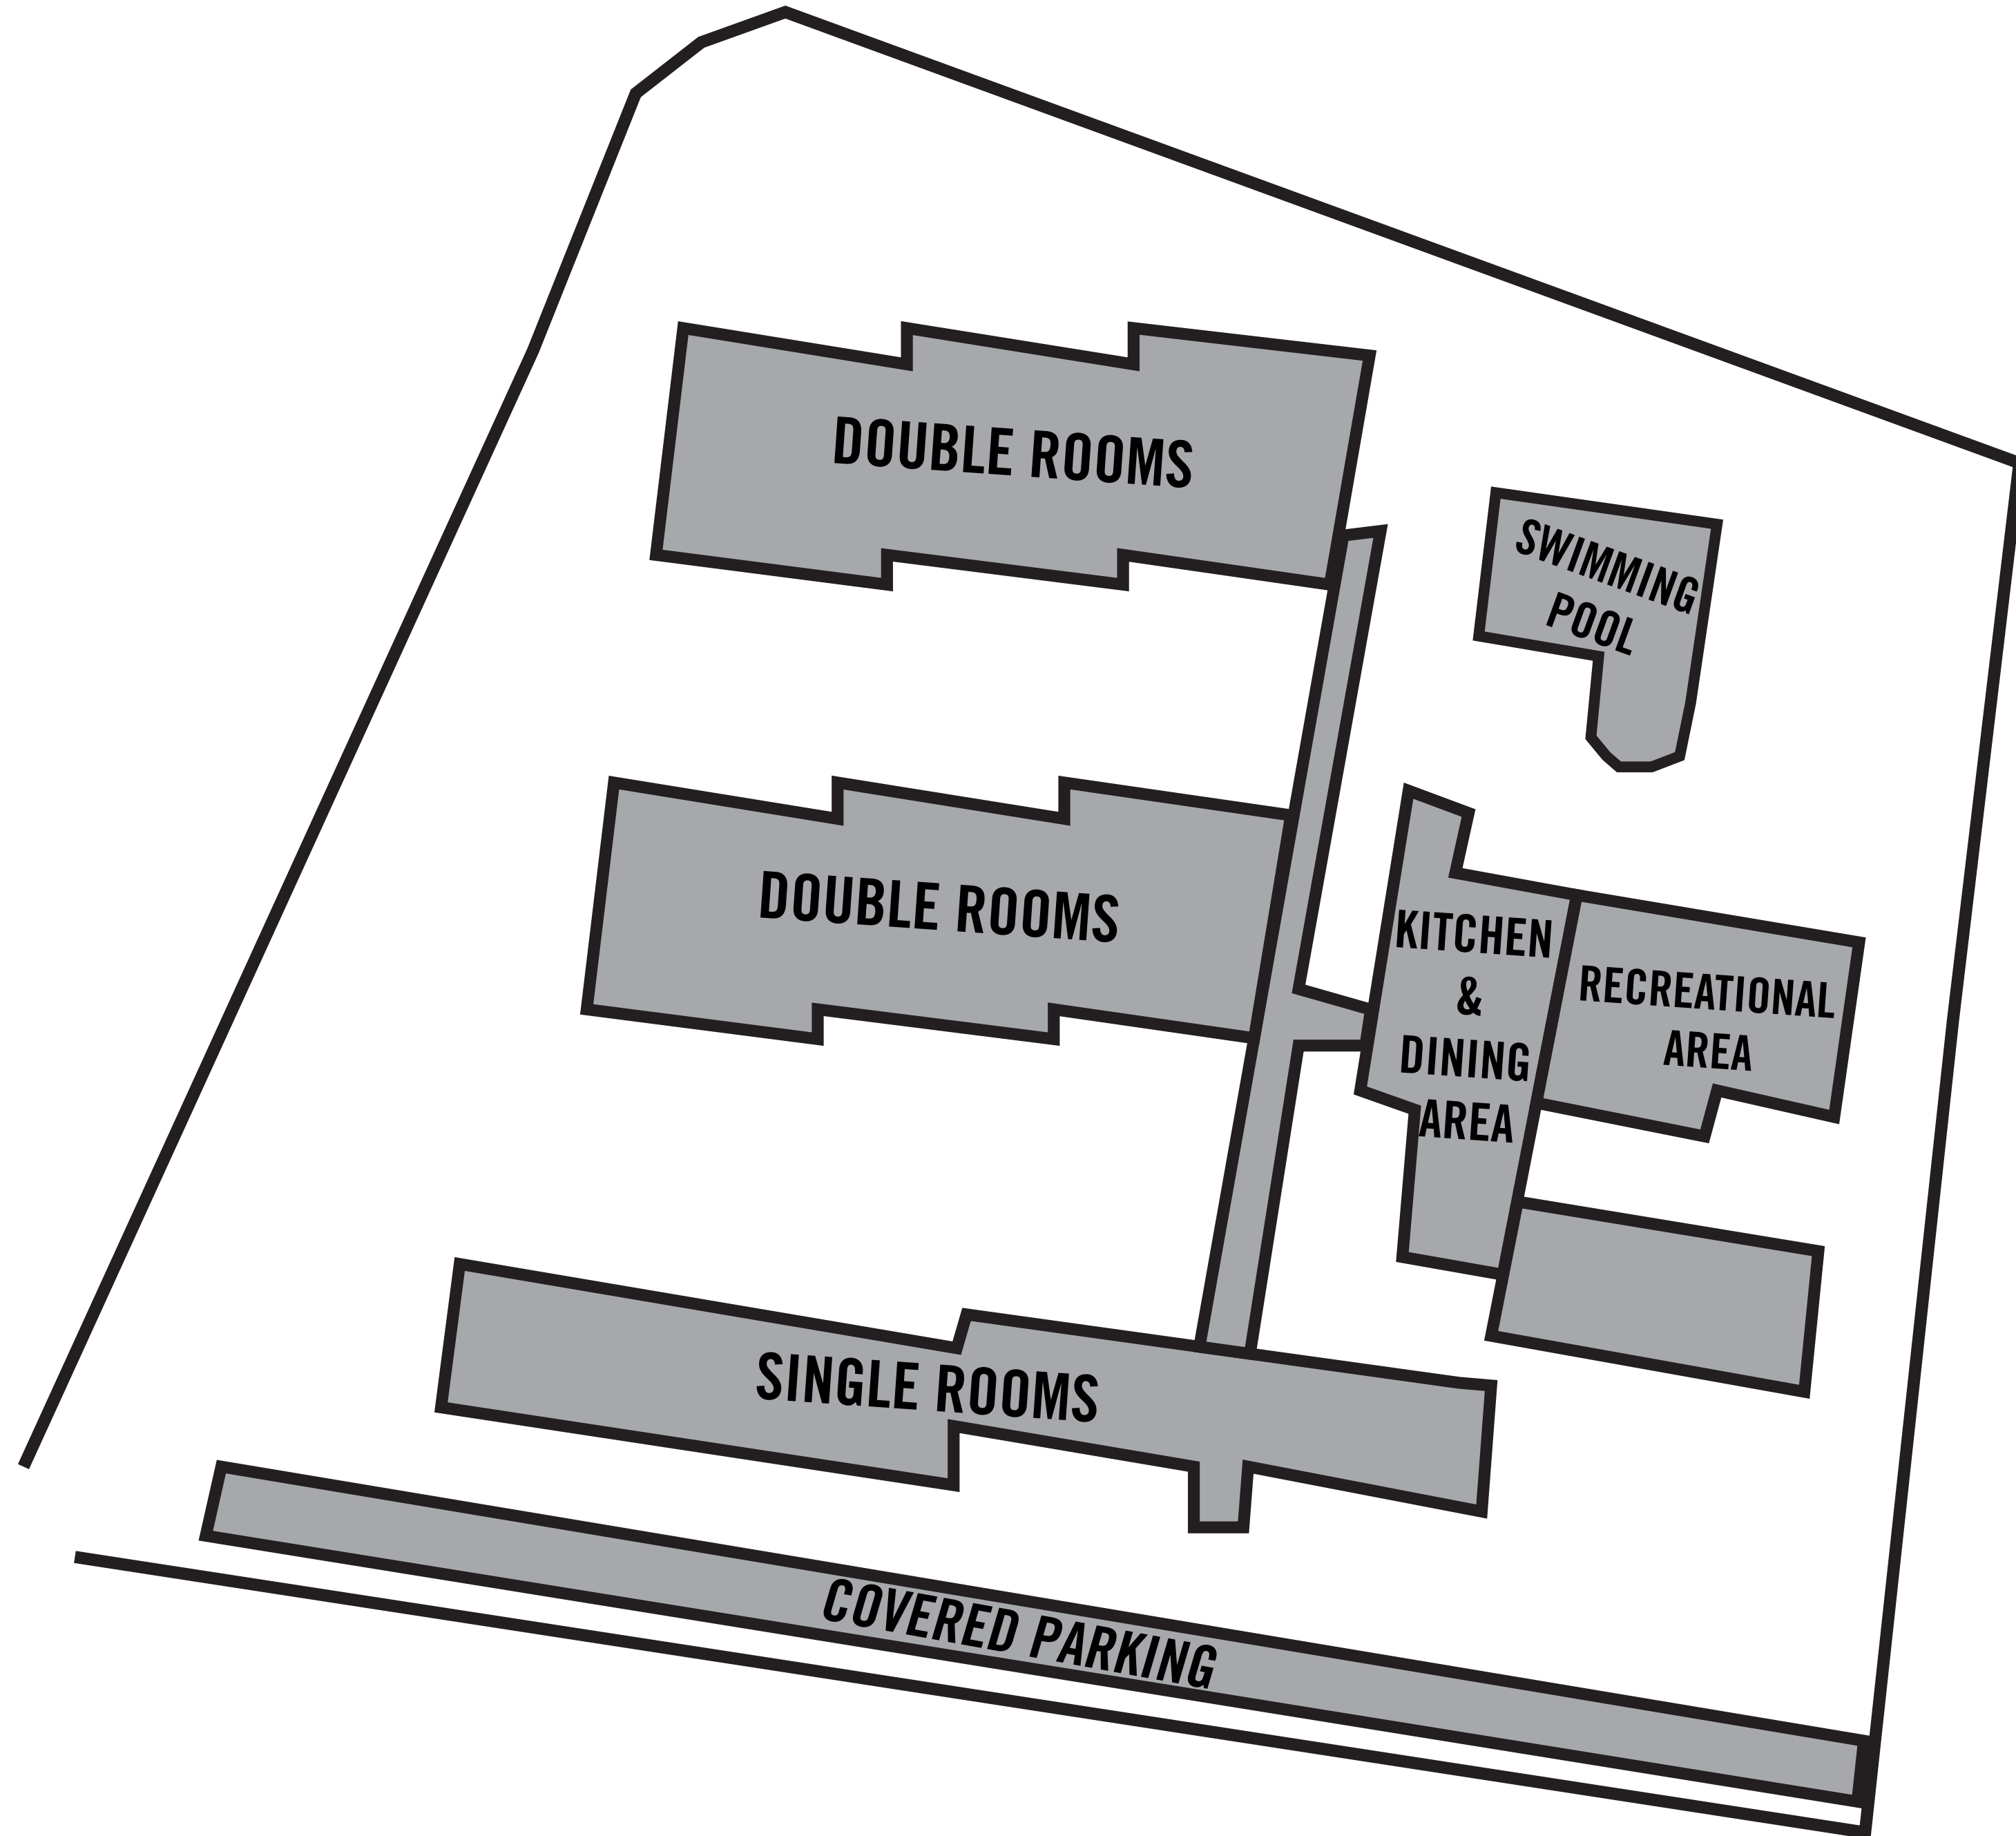 DOUBLE ROOMS
SWIMMING
POOL
DOUBLE ROOMS
KITCHEN
&
DINING
AREA
RECREATIONAL
AREA
SINGLE ROOMS
COVERED PARKING